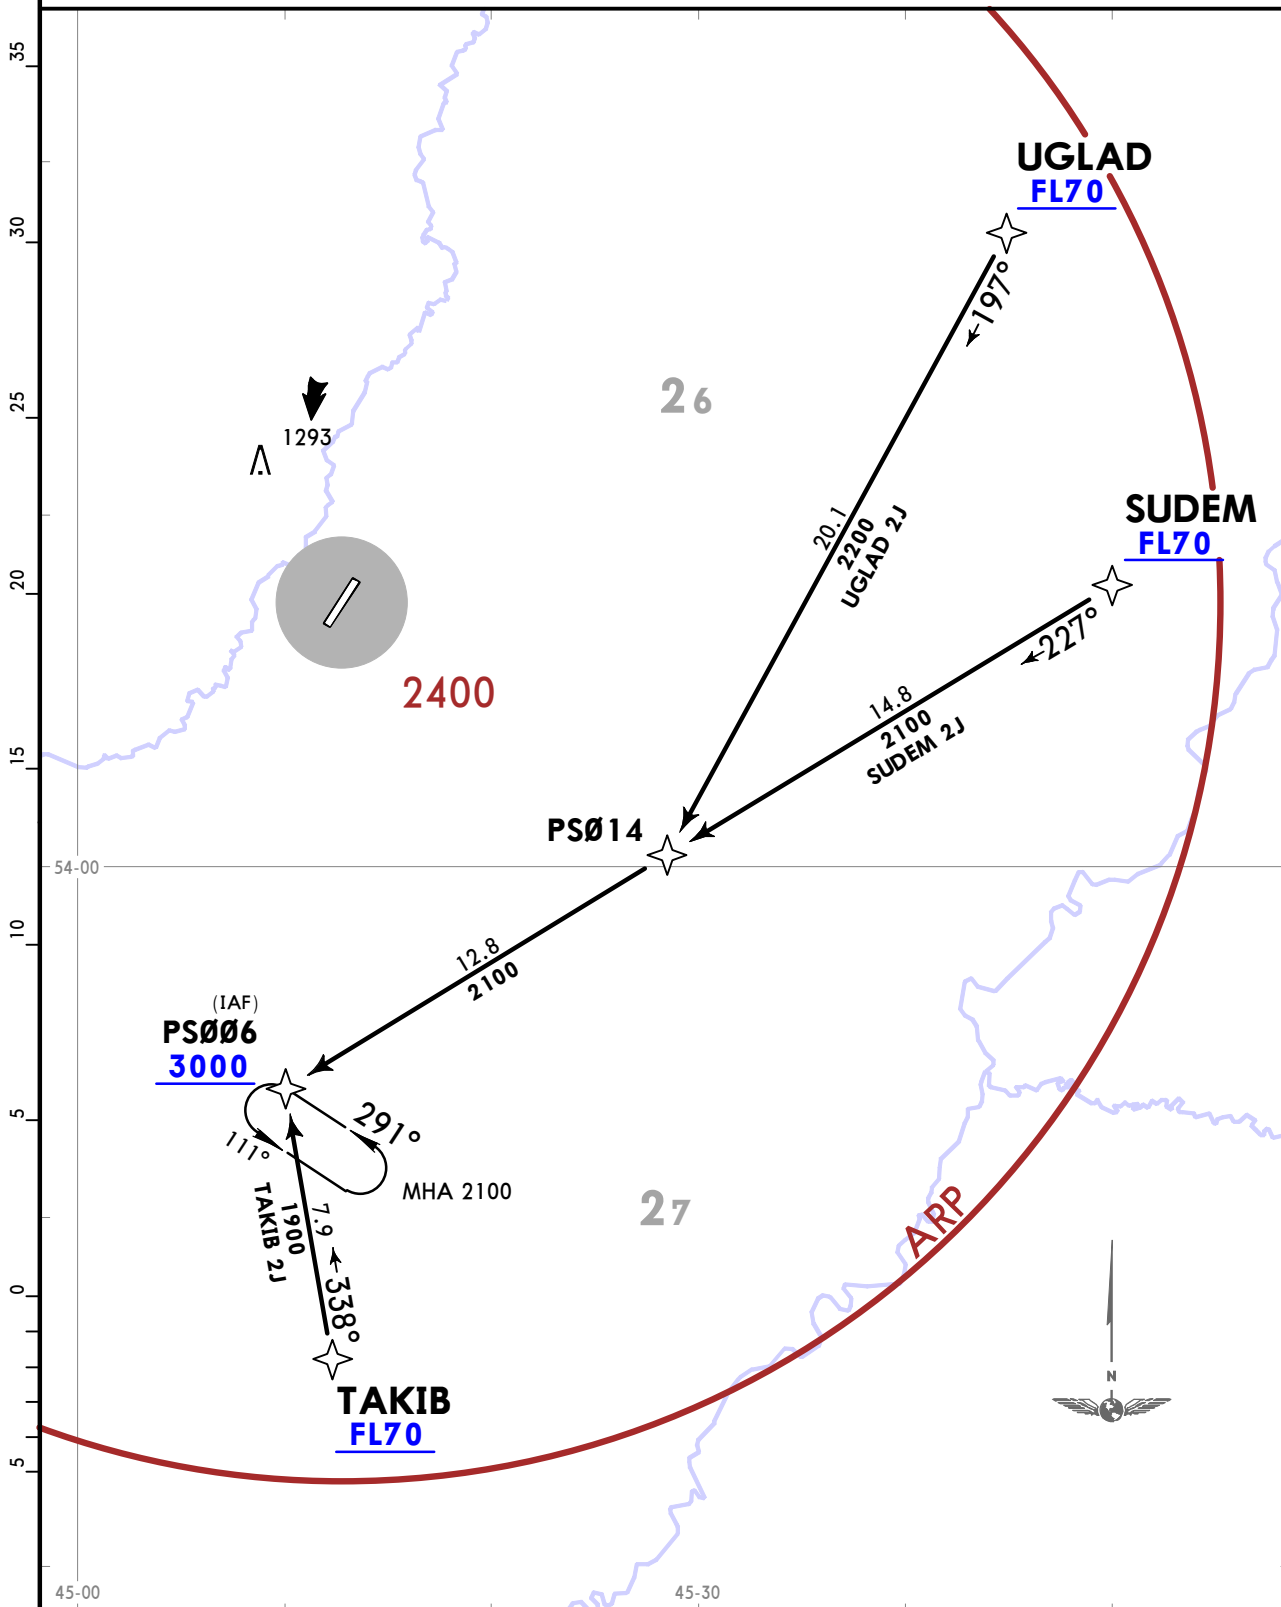 35
UGLAD
FL70
30
←197°
26
25
1293
20.1
2200
UGLAD 2J
SUDEM
FL70
20
←227°
2400
14.8
2100
SUDEM 2J
15
PSØ14
54-00
10
12.8
2100
(IAF)
PSØØ6
3000
5
291°
111°
MHA 2100
27
TAKIB 2J
1900
7.9
←338°
ARP
0
N
TAKIB
FL70
5
45-00
45-30